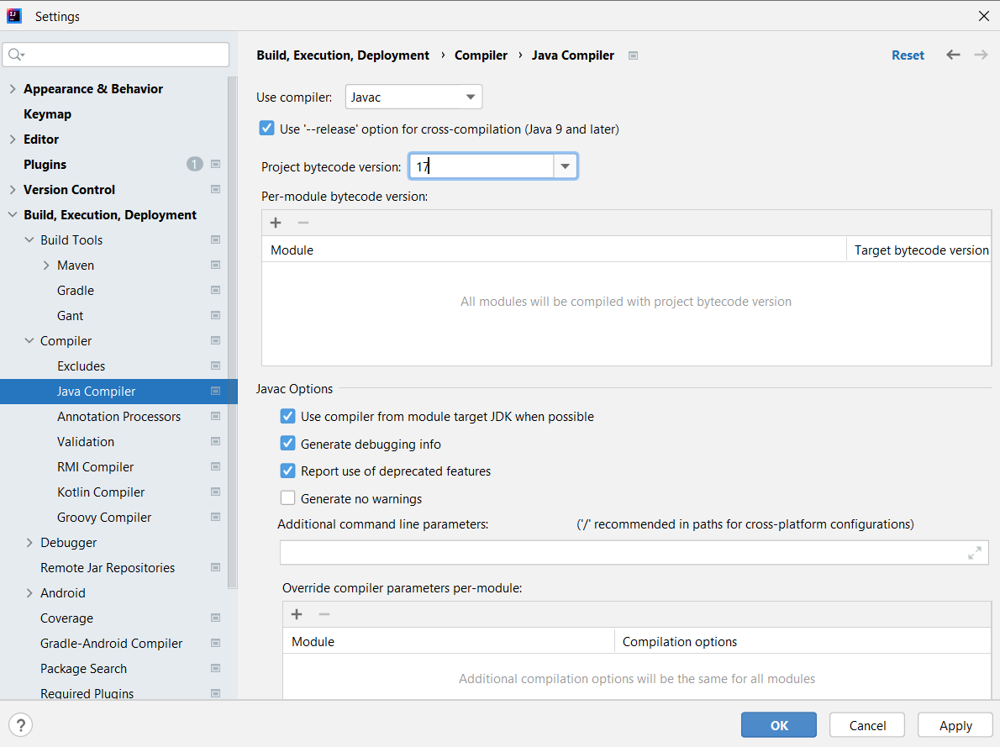 Settings
Appearance & Behavior
Keymap
Editor
Plugins 1
Version Control
Build, Execution, Deployment
Build Tools
Maven
Gradle
Gant
Compiler
Excludes
Java Compiler
Annotation Processors
Validation
RMI Compiler
Kotlin Compiler
Groovy Compiler
Debugger
Remote Jar Repositories
Android
Coverage
Gradle-Android Compiler
Package Search
Required Plugins
Build, Execution, Deployment › Compiler › Java Compiler
Reset
Use compiler: Javac
Use '--release' option for cross-compilation (Java 9 and later)
Project bytecode version: 17
Per-module bytecode version:
+ −
Module Target bytecode version
All modules will be compiled with project bytecode version
Javac Options
Use compiler from module target JDK when possible
Generate debugging info
Report use of deprecated features
Generate no warnings
Additional command line parameters: ('/' recommended in paths for cross-platform configurations)
Override compiler parameters per-module:
+ −
Module Compilation options
Additional compilation options will be the same for all modules
? OK Cancel Apply